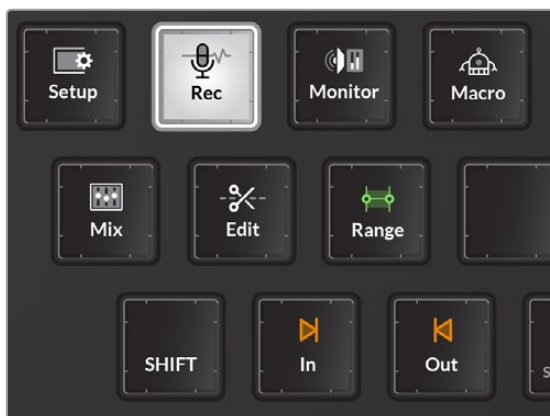 Setup
Rec
Monitor
Macro
Mix
Edit
Range
SHIFT
In
Out